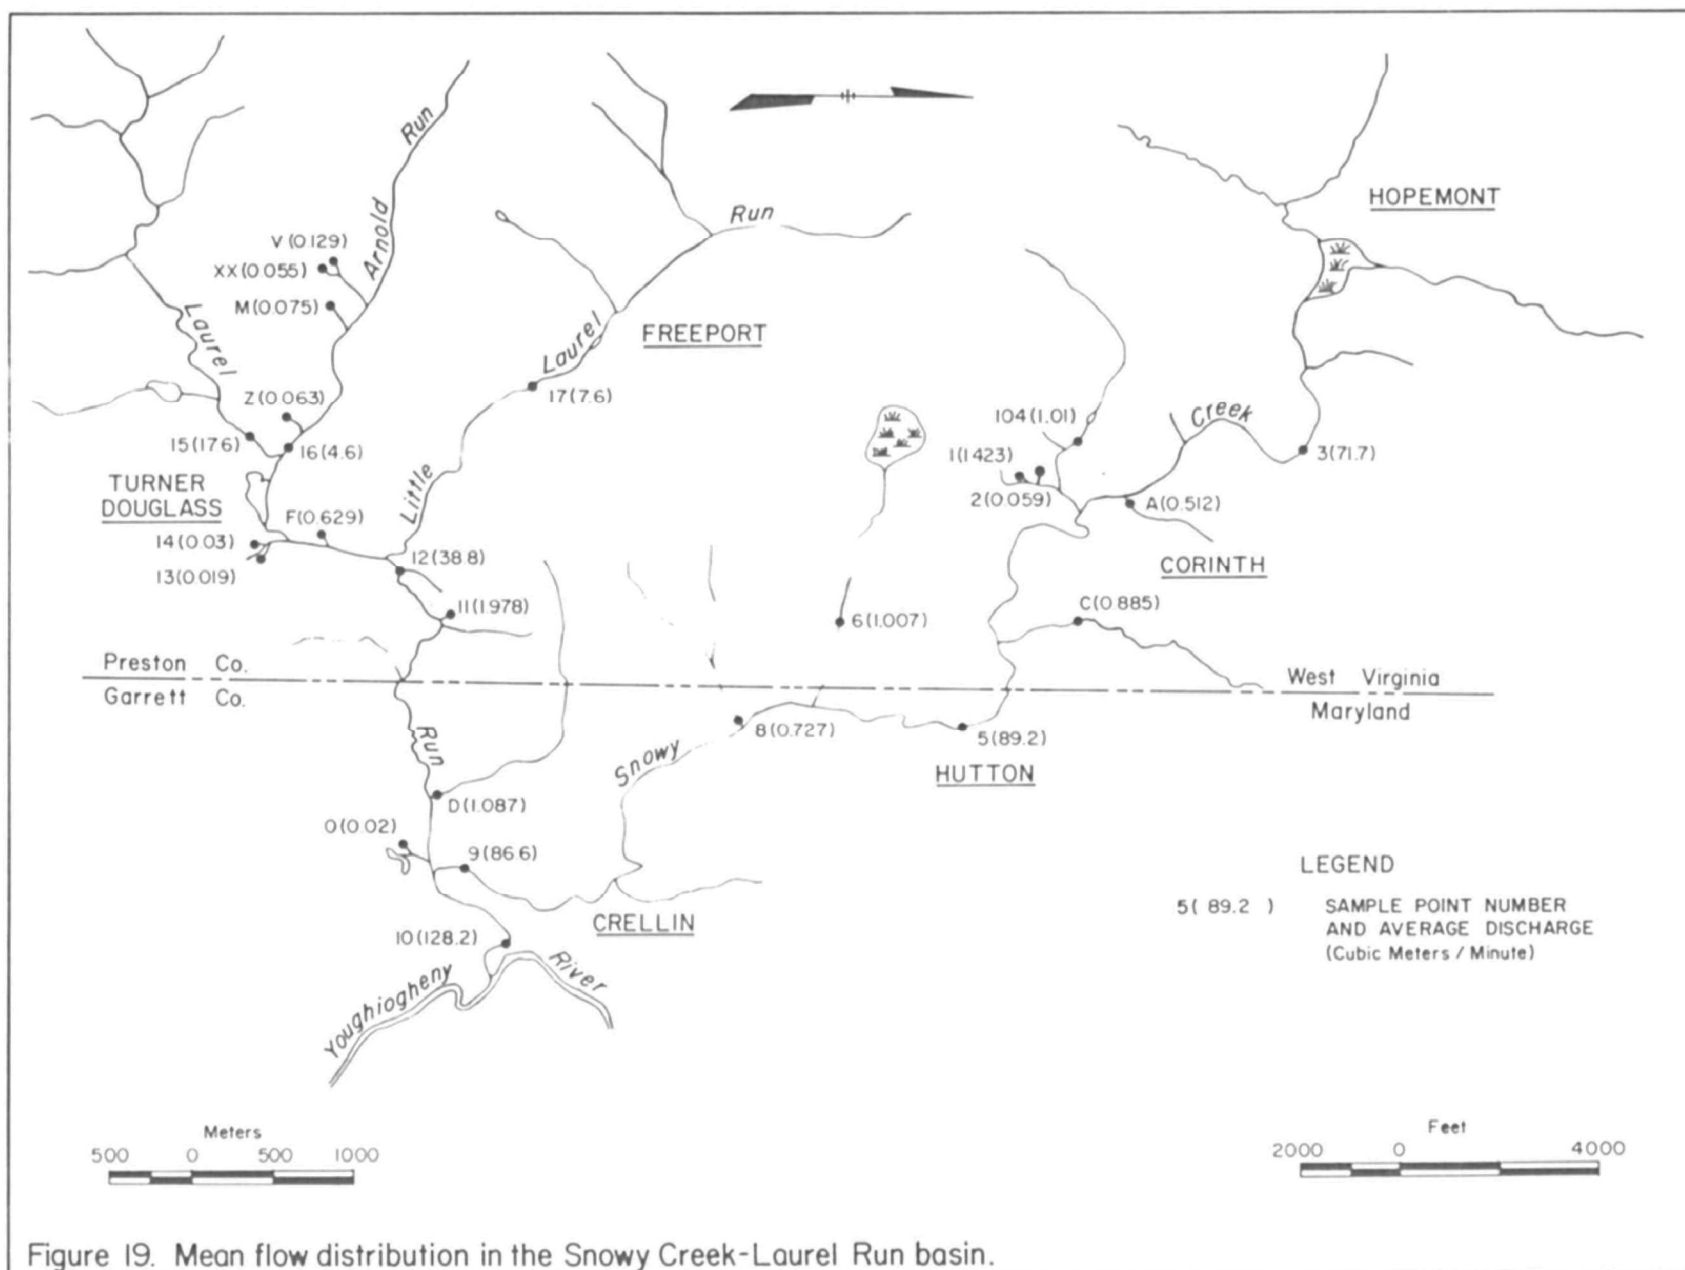 Run
Arnold
HOPEMONT
Run
V(0.129)
XX(0.055)
M(0.075)
Laurel
FREEPORT
Laurel
Z(0.063)
17(7.6)
104(1.01)
Creek
15(17.6)
16(4.6)
1(1.423)
3(71.7)
TURNER
DOUGLASS
Little
2(0.059)
A(0.512)
F(0.629)
14(0.03)
12(38.8)
CORINTH
13(0.019)
11(1.978)
6(1.007)
C(0.885)
Preston Co.
West Virginia
Garrett Co.
Maryland
Run
8(0.727)
5(89.2)
Snowy
HUTTON
D(1.087)
O(0.02)
9(86.6)
LEGEND
5( 89.2 ) SAMPLE POINT NUMBER
AND AVERAGE DISCHARGE
(Cubic Meters / Minute)
CRELLIN
10(128.2)
Youghiogheny
River
Meters
500 0 500 1000
Feet
2000 0 4000
Figure 19. Mean flow distribution in the Snowy Creek-Laurel Run basin.